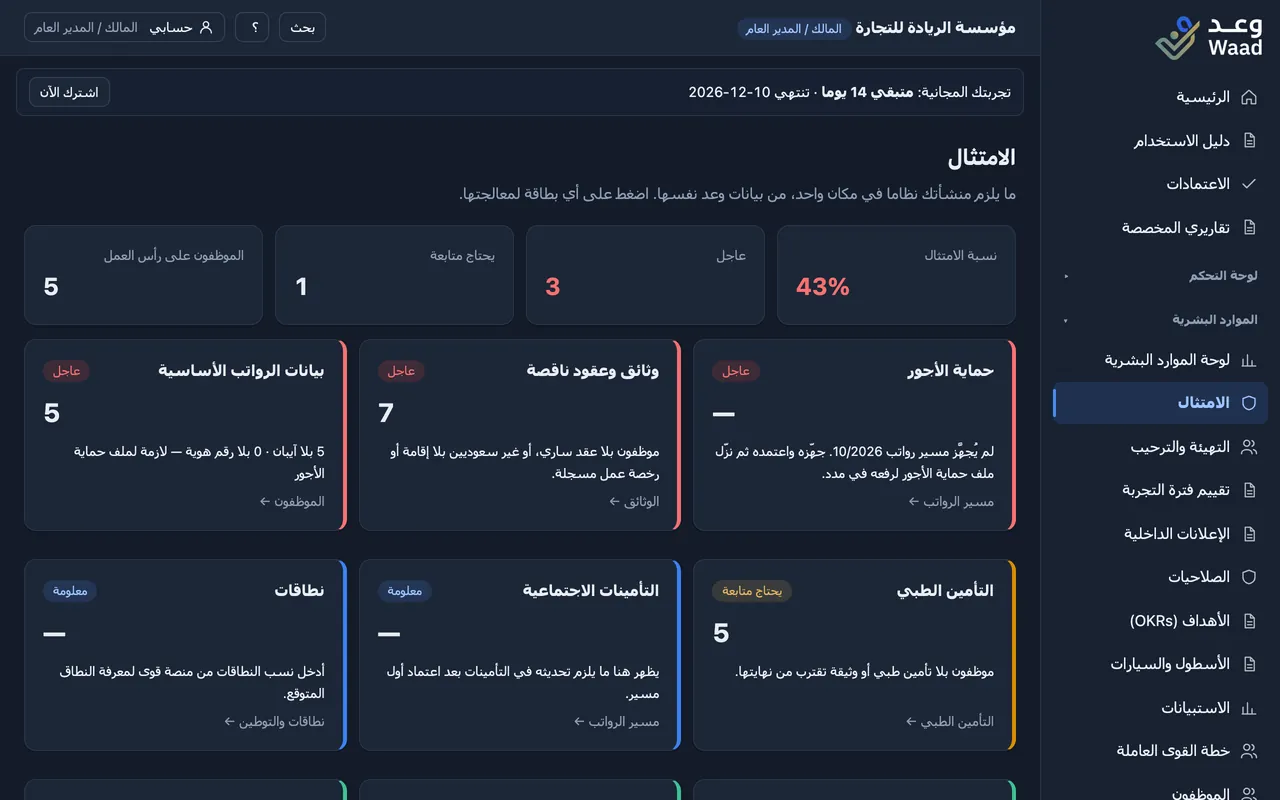 وعد
Waad
الرئيسية
دليل الاستخدام
الاعتمادات
تقاريري المخصصة
لوحة التحكم
الموارد البشرية
لوحة الموارد البشرية
الامتثال
التهيئة والترحيب
تقييم فترة التجربة
الإعلانات الداخلية
الصلاحيات
الأهداف (OKRs)
الأسطول والسيارات
الاستبيانات
خطة القوى العاملة
الموظفون
مؤسسة الريادة للتجارة المالك / المدير العام
بحث
؟
حسابي المالك / المدير العام
تجربتك المجانية: متبقي 14 يوما · تنتهي 10-12-2026
اشترك الآن
الامتثال
ما يلزم منشأتك نظاما في مكان واحد، من بيانات وعد نفسها. اضغط على أي بطاقة لمعالجتها.
نسبة الامتثال
43%
عاجل
3
يحتاج متابعة
1
الموظفون على رأس العمل
5
حماية الأجور
عاجل
—
لم يُجهَّز مسير رواتب 10/2026. جهّزه واعتمده ثم نزّل
ملف حماية الأجور لرفعه في مدد.
مسير الرواتب ←
وثائق وعقود ناقصة
عاجل
7
موظفون بلا عقد ساري، أو غير سعوديين بلا إقامة أو
رخصة عمل مسجلة.
الوثائق ←
بيانات الرواتب الأساسية
عاجل
5
5 بلا آيبان · 0 بلا رقم هوية — لازمة لملف حماية
الأجور
الموظفون ←
التأمين الطبي
يحتاج متابعة
5
موظفون بلا تأمين طبي أو وثيقة تقترب من نهايتها.
التأمين الطبي ←
التأمينات الاجتماعية
معلومة
—
يظهر هنا ما يلزم تحديثه في التأمينات بعد اعتماد أول
مسير.
مسير الرواتب ←
نطاقات
معلومة
—
أدخل نسب النطاقات من منصة قوى لمعرفة النطاق
المتوقع.
نطاقات والتوطين ←